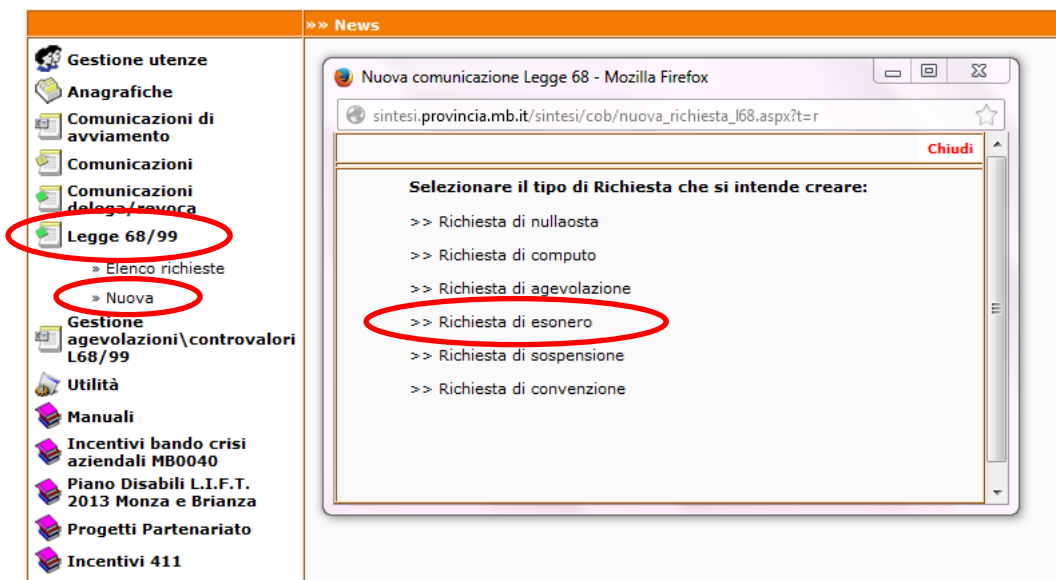 »» News
Gestione utenze
Anagrafiche
Comunicazioni di
avviamento
Comunicazioni
Comunicazioni
delega/revoca
Legge 68/99
» Elenco richieste
» Nuova
Gestione
agevolazioni\controvalori
L68/99
Utilità
Manuali
Incentivi bando crisi
aziendali MB0040
Piano Disabili L.I.F.T.
2013 Monza e Brianza
Progetti Partenariato
Incentivi 411
Nuova comunicazione Legge 68 - Mozilla Firefox
sintesi.provincia.mb.it/sintesi/cob/nuova_richiesta_l68.aspx?t=r
Chiudi
Selezionare il tipo di Richiesta che si intende creare:
>> Richiesta di nullaosta
>> Richiesta di computo
>> Richiesta di agevolazione
>> Richiesta di esonero
>> Richiesta di sospensione
>> Richiesta di convenzione